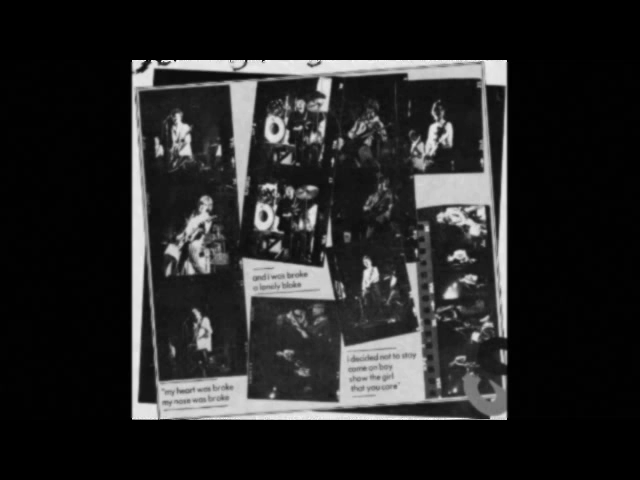 and i was broke
a lonely bloke
i decided not to stay
come on boy
show the girl
that you care"
"my heart was broke
my nose was broke